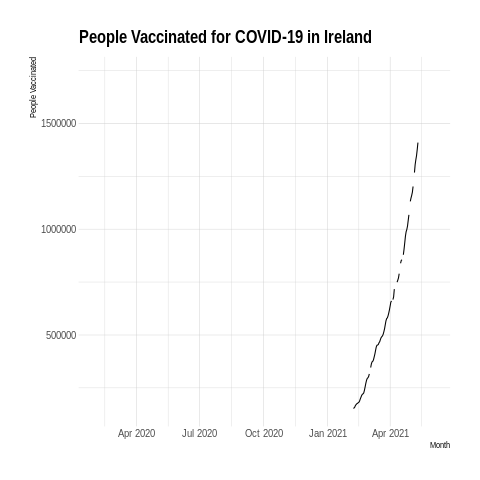 People Vaccinated for COVID-19 in Ireland
People Vaccinated
1500000
1000000
500000
Apr 2020 Jul 2020 Oct 2020 Jan 2021 Apr 2021
Month